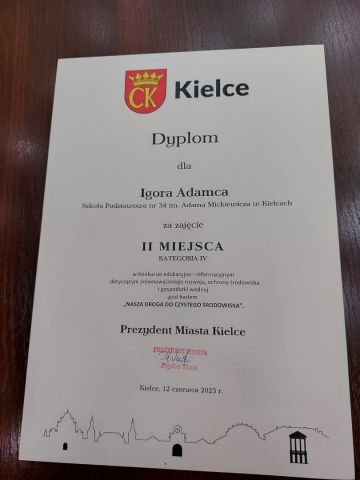 CK Kielce
Dyplom
dla
Igora Adamca
Szkoła Podstawowa nr 34 im. Adama Mickiewicza w Kielcach
za zajęcie
II MIEJSCA
KATEGORIA IV
w Konkursie edukacyjno - informacyjnym
dotyczącym zrównoważonego rozwoju, ochrony środowiska
i gospodarki wodnej
pod hasłem
„NASZA DROGA DO CZYSTEGO ŚRODOWISKA".
Prezydent Miasta Kielce
PREZYDENT MIASTA
Kielce, 12 czerwca 2023 r.